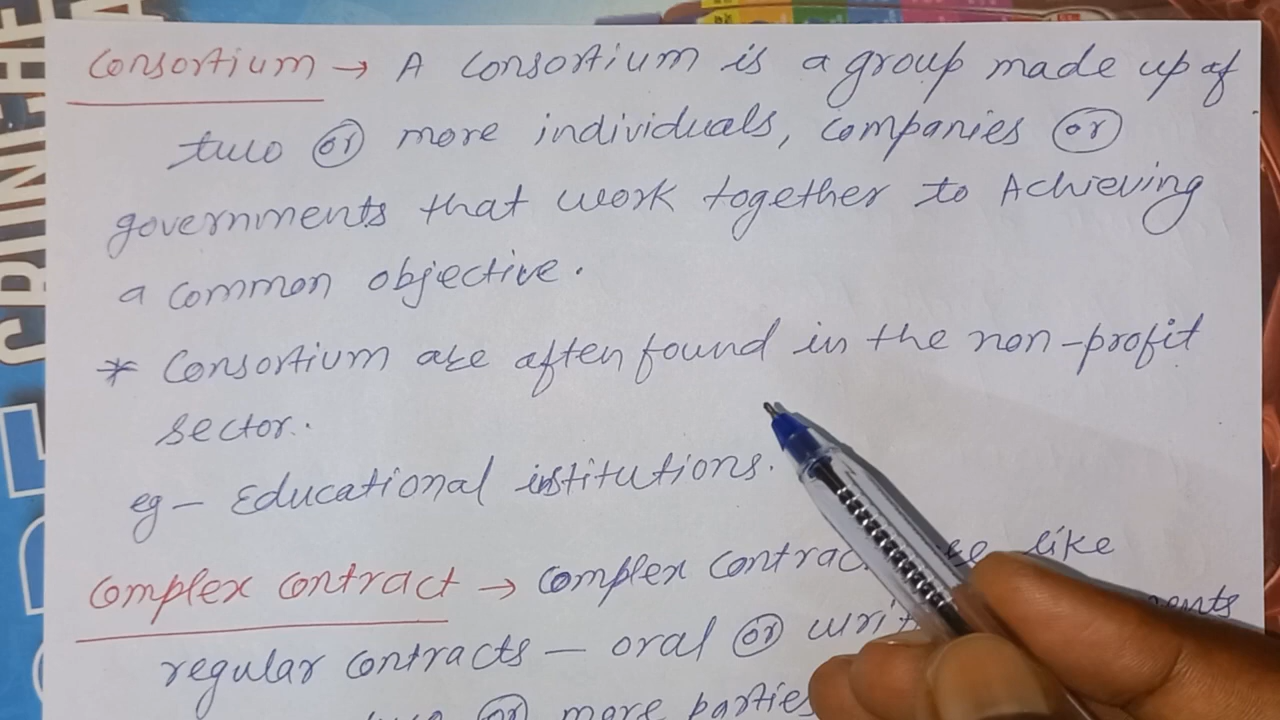 Consortium → A Consortium is a group made up of
two or more individuals, companies or
governments that work together to Achieving
a common objective.
* Consortium are often found in the non-profit
sector.
eg - Educational institutions.
Complex contract → Complex contrac like
regular contracts - oral or writ
or more parties